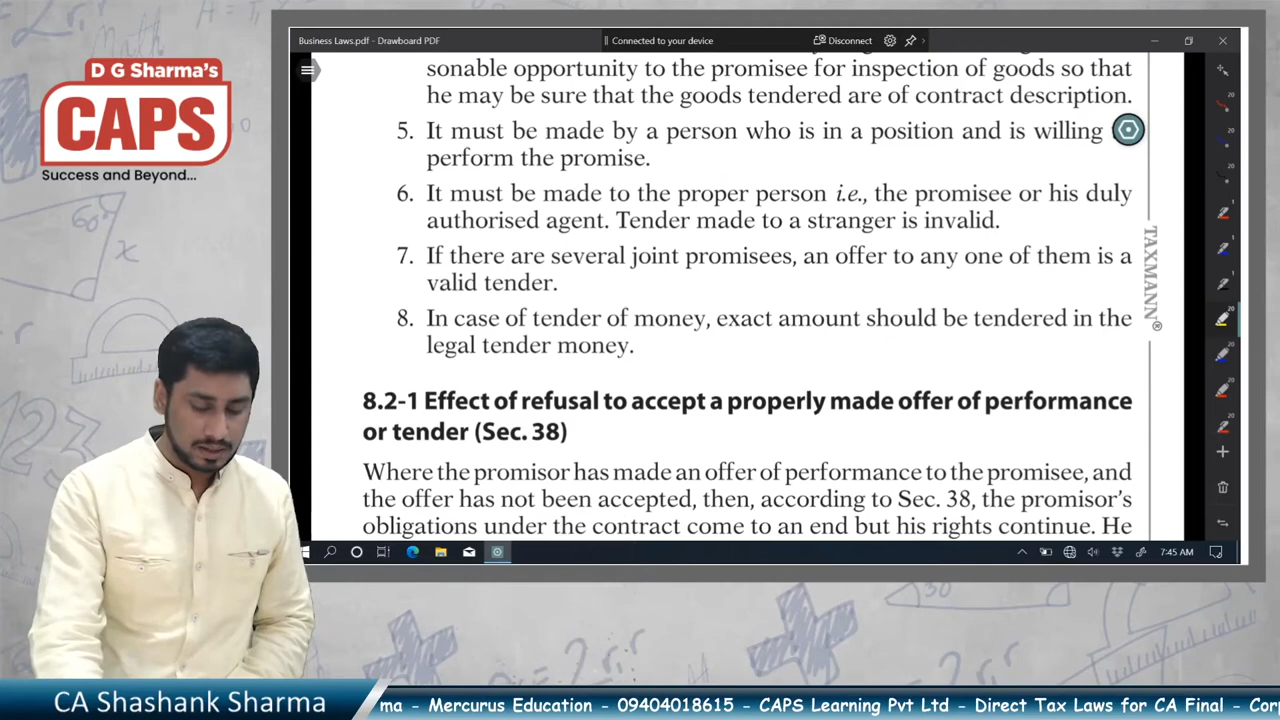 D G Sharma's
CAPS
Success and Beyond...
Business Laws.pdf - Drawboard PDF
Connected to your device
Disconnect
sonable opportunity to the promisee for inspection of goods so that
he may be sure that the goods tendered are of contract description.
5. It must be made by a person who is in a position and is willing
perform the promise.
6. It must be made to the proper person i.e., the promisee or his duly
authorised agent. Tender made to a stranger is invalid.
7. If there are several joint promisees, an offer to any one of them is a
valid tender.
8. In case of tender of money, exact amount should be tendered in the
legal tender money.
TAXMANN®
8.2-1 Effect of refusal to accept a properly made offer of performance
or tender (Sec. 38)
Where the promisor has made an offer of performance to the promisee, and
the offer has not been accepted, then, according to Sec. 38, the promisor's
obligations under the contract come to an end but his rights continue. He
7:45 AM
CA Shashank Sharma
ma - Mercurus Education - 09404018615 - CAPS Learning Pvt Ltd - Direct Tax Laws for CA Final - Cor